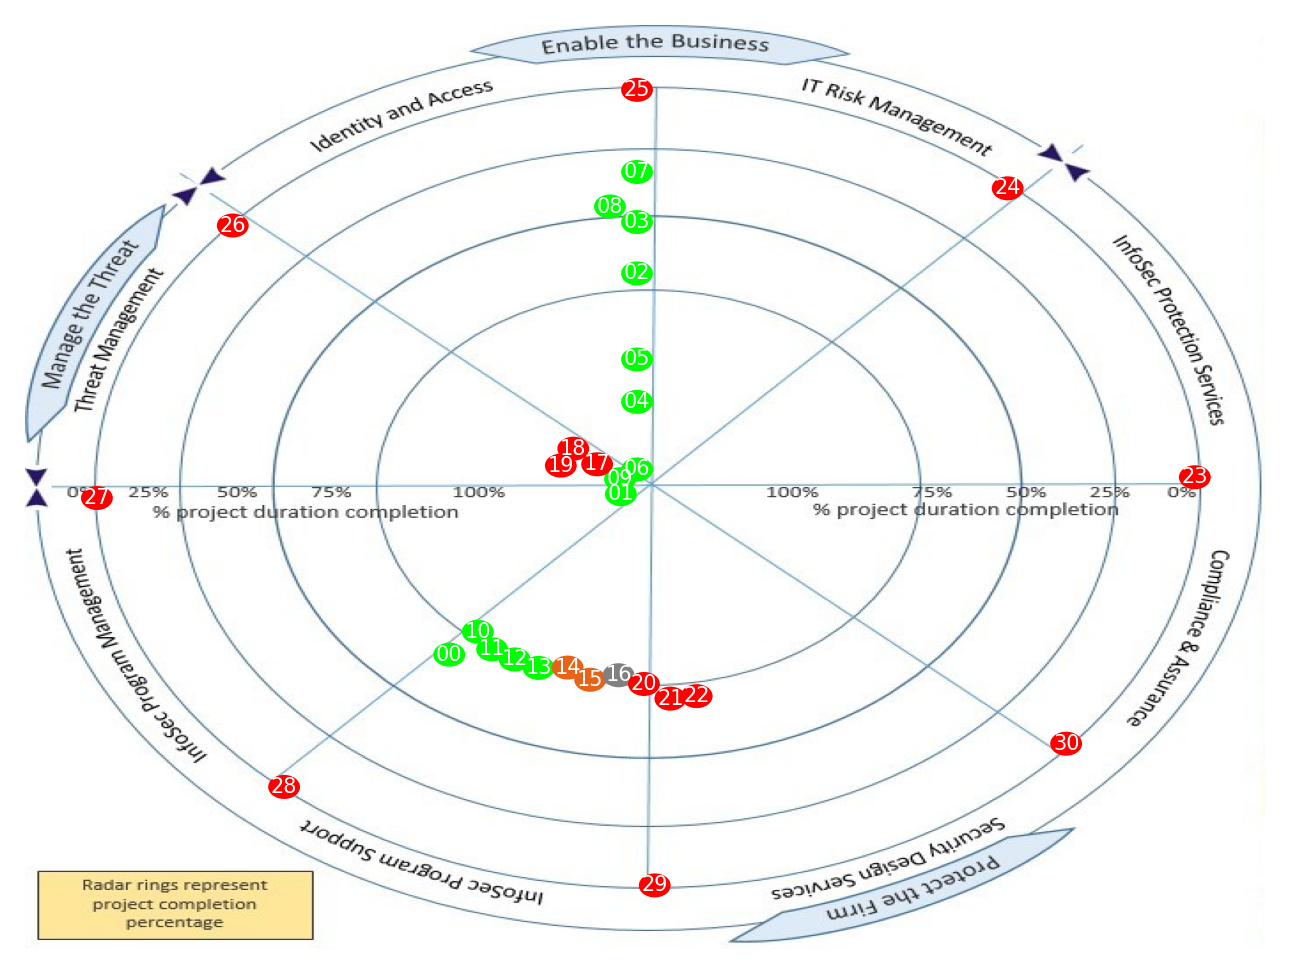 Enable the Business
IT Risk Management
Identity and Access
25
07
24
08
03
26
InfoSec Protection Services
Manage the Threat
Threat Management
02
05
04
18
19
17
06
09
01
23
27
25%
50%
75%
100%
100%
75%
50%
25%
0%
% project duration completion
% project duration completion
InfoSec Program Management
Compliance & Assurance
10
00
11
12
13
14
15
16
20
21
22
30
28
InfoSec Program Support
Security Design Services
Protect the Firm
29
Radar rings represent
project completion
percentage